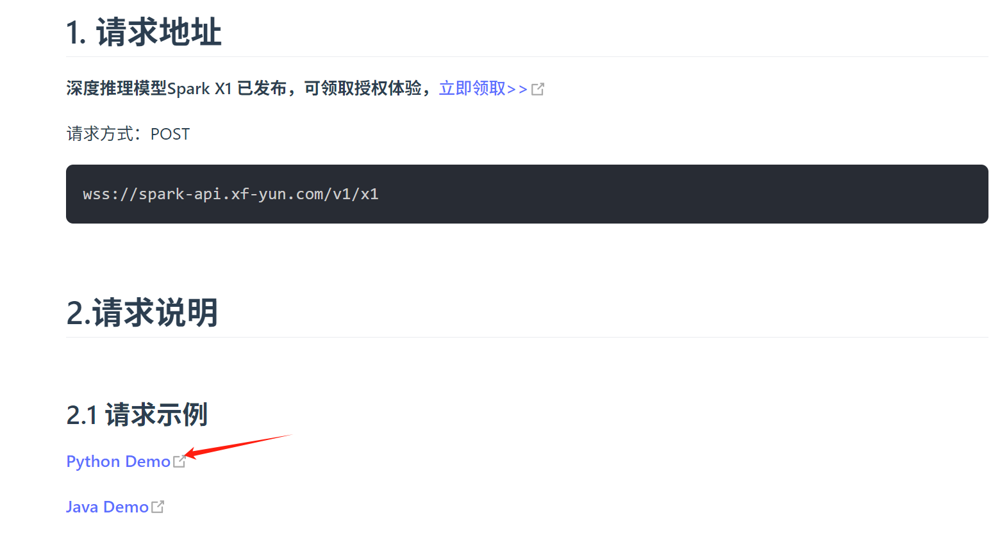 1. 请求地址
深度推理模型Spark X1 已发布，可领取授权体验，立即领取>>
请求方式：POST
wss://spark-api.xf-yun.com/v1/x1
2.请求说明
2.1 请求示例
Python Demo
Java Demo